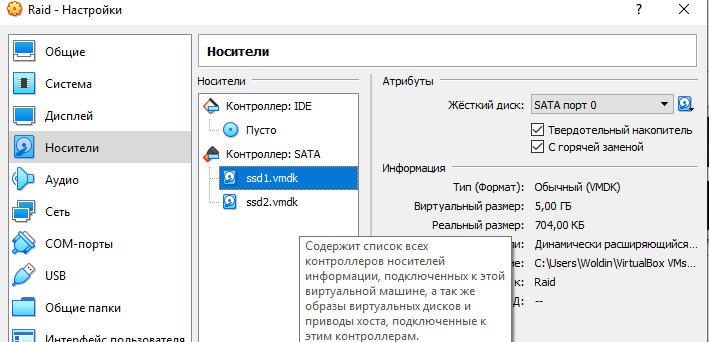 Raid - Настройки
?
Общие
Система
Дисплей
Носители
Аудио
Сеть
COM-порты
USB
Общие папки
Интерфейс пользователя
Носители
Носители
Контроллер: IDE
Пусто
Контроллер: SATA
ssd1.vmdk
ssd2.vmdk
Атрибуты
Жёсткий диск: SATA порт 0
Твердотельный накопитель
С горячей заменой
Информация
Тип (Формат): Обычный (VMDK)
Виртуальный размер: 5,00 ГБ
Реальный размер: 704,00 КБ
ли: Динамически расширяющийся...
ие: C:\Users\Woldin\VirtualBox VMs...
к: Raid
Д: --
Содержит список всех
контроллеров носителей
информации, подключенных к этой
виртуальной машине, а так же
образы виртуальных дисков и
приводы хоста, подключенные к
этим контроллерам.